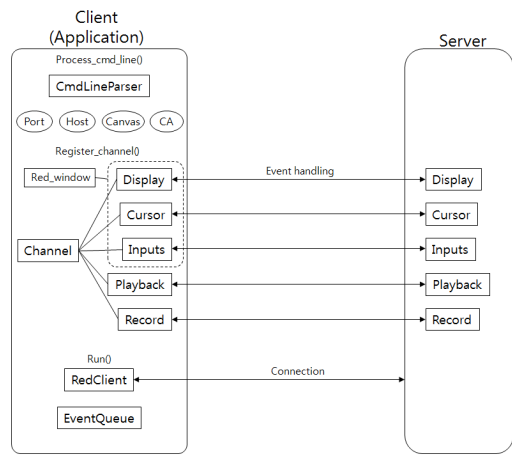 Client
(Application)
Server
Process_cmd_line()
CmdLineParser
Port Host Canvas CA
Register_channel()
Red_window
Display
Event handling
Display
Cursor
Cursor
Channel
Inputs
Inputs
Playback
Playback
Record
Record
Run()
RedClient
Connection
EventQueue